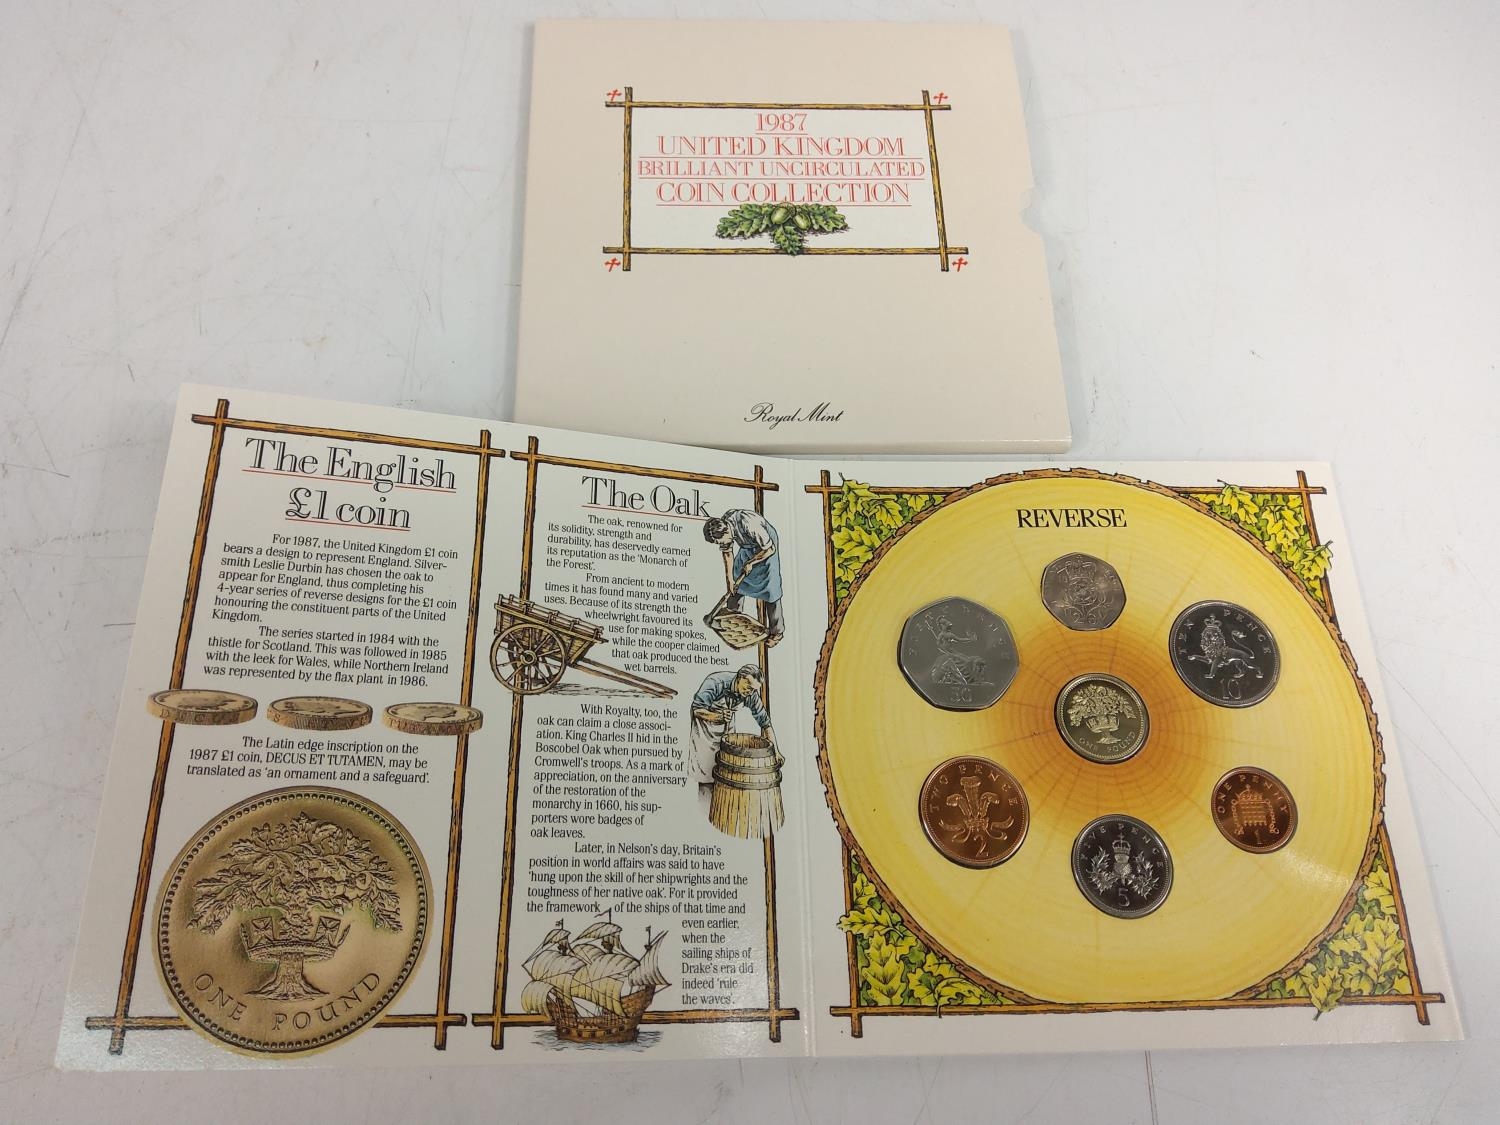 1987
UNITED KINGDOM
BRILLIANT UNCIRCULATED
COIN COLLECTION
Royal Mint
The English
£1 coin
For 1987, the United Kingdom £1 coin
bears a design to represent England. Silver-
smith Leslie Durbin has chosen the oak to
appear for England, thus completing his
4-year series of reverse designs for the £1 coin
honouring the constituent parts of the United
Kingdom.
The series started in 1984 with the
thistle for Scotland. This was followed in 1985
with the leek for Wales, while Northern Ireland
was represented by the flax plant in 1986.
DECUS
The Latin edge inscription on the
1987 £1 coin, DECUS ET TUTAMEN, may be
translated as 'an ornament and a safeguard'.
ONE POUND
The Oak
The oak, renowned for
its solidity, strength and
durability, has deservedly earned
its reputation as the 'Monarch of
the Forest'.
From ancient to modern
times it has found many and varied
uses. Because of its strength the
wheelwright favoured its
use for making spokes,
while the cooper claimed
that oak produced the best
wet barrels.
With Royalty, too, the
oak can claim a close associ-
ation. King Charles II hid in the
Boscobel Oak when pursued by
Cromwell's troops. As a mark of
appreciation, on the anniversary
of the restoration of the
monarchy in 1660, his sup-
porters wore badges of
oak leaves.
Later, in Nelson's day, Britain's
position in world affairs was said to have
'hung upon the skill of her shipwrights and the
toughness of her native oak'. For it provided
the framework of the ships of that time and
even earlier,
when the
sailing ships of
Drake's era did
indeed 'rule
the waves'.
REVERSE
20
FIFTY PENCE
50
TEN PENCE
10
ONE POUND
TWO PENCE
2
FIVE PENCE
5
ONE PENNY
1